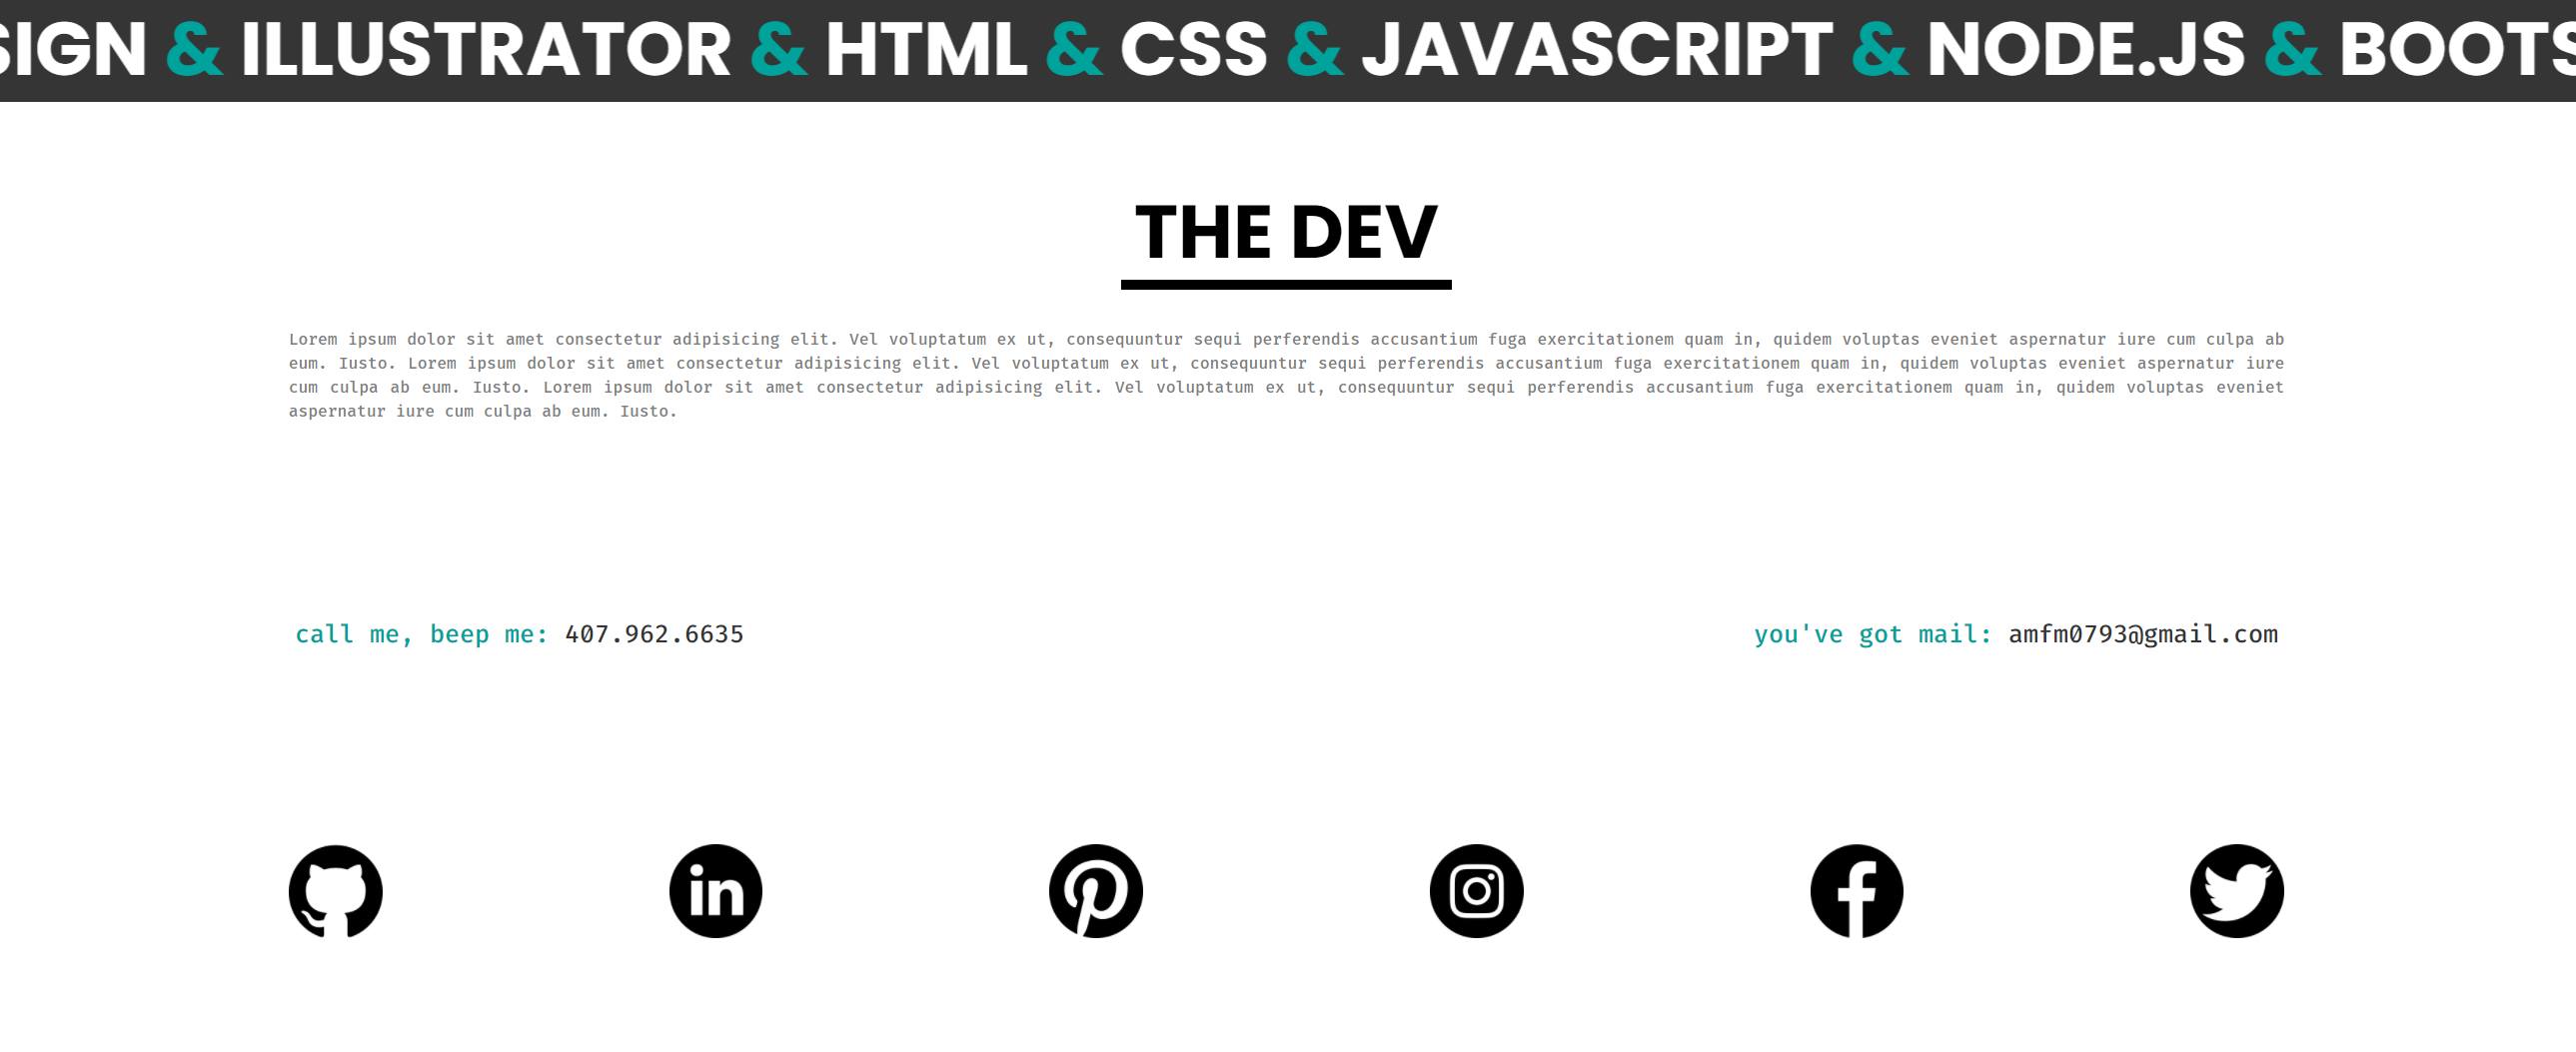 SIGN & ILLUSTRATOR & HTML & CSS & JAVASCRIPT & NODE.JS & BOOTS
THE DEV
Lorem ipsum dolor sit amet consectetur adipisicing elit. Vel voluptatum ex ut, consequuntur sequi perferendis accusantium fuga exercitationem quam in, quidem voluptas eveniet aspernatur iure cum culpa ab
eum. Iusto. Lorem ipsum dolor sit amet consectetur adipisicing elit. Vel voluptatum ex ut, consequuntur sequi perferendis accusantium fuga exercitationem quam in, quidem voluptas eveniet aspernatur iure
cum culpa ab eum. Iusto. Lorem ipsum dolor sit amet consectetur adipisicing elit. Vel voluptatum ex ut, consequuntur sequi perferendis accusantium fuga exercitationem quam in, quidem voluptas eveniet
aspernatur iure cum culpa ab eum. Iusto.
call me, beep me: 407.962.6635
you've got mail: amfm0793@gmail.com
in